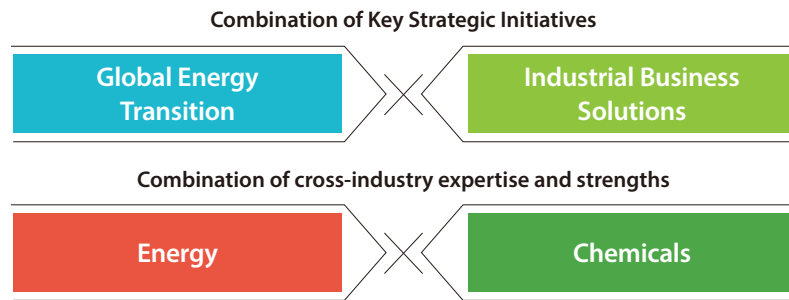 Combination of Key Strategic Initiatives
Global Energy
Transition
Industrial Business
Solutions
Combination of cross-industry expertise and strengths
Energy
Chemicals